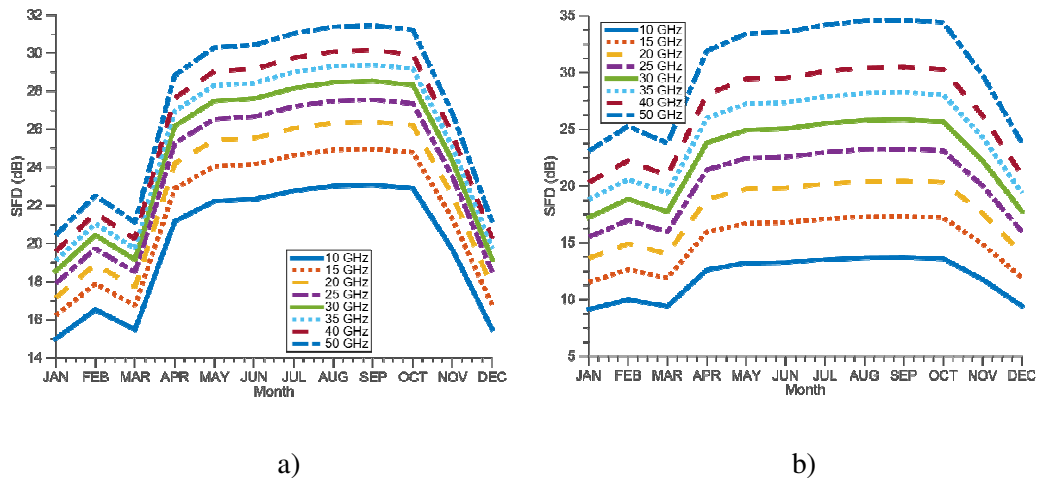 32
30
28
26
24
22
20
18
16
14
SFD (dB)
10 GHz
15 GHz
20 GHz
25 GHz
30 GHz
35 GHz
40 GHz
50 GHz
JAN FEB MAR APR MAY JUN JUL AUG SEP OCT NOV DEC
Month
a)
35
30
25
20
15
10
5
SFD (dB)
10 GHz
15 GHz
20 GHz
25 GHz
30 GHz
35 GHz
40 GHz
50 GHz
JAN FEB MAR APR MAY JUN JUL AUG SEP OCT NOV DEC
Month
b)